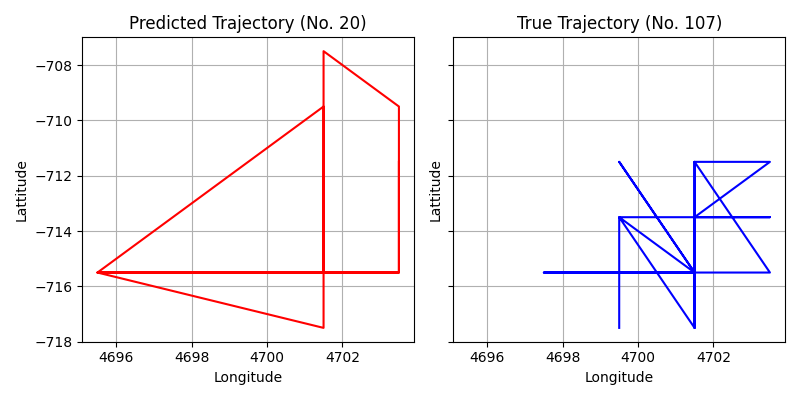 Predicted Trajectory (No. 20)
True Trajectory (No. 107)
Lattitude
−708
−710
−712
−714
−716
−718
4696
4698
4700
4702
Longitude
Lattitude
4696
4698
4700
4702
Longitude